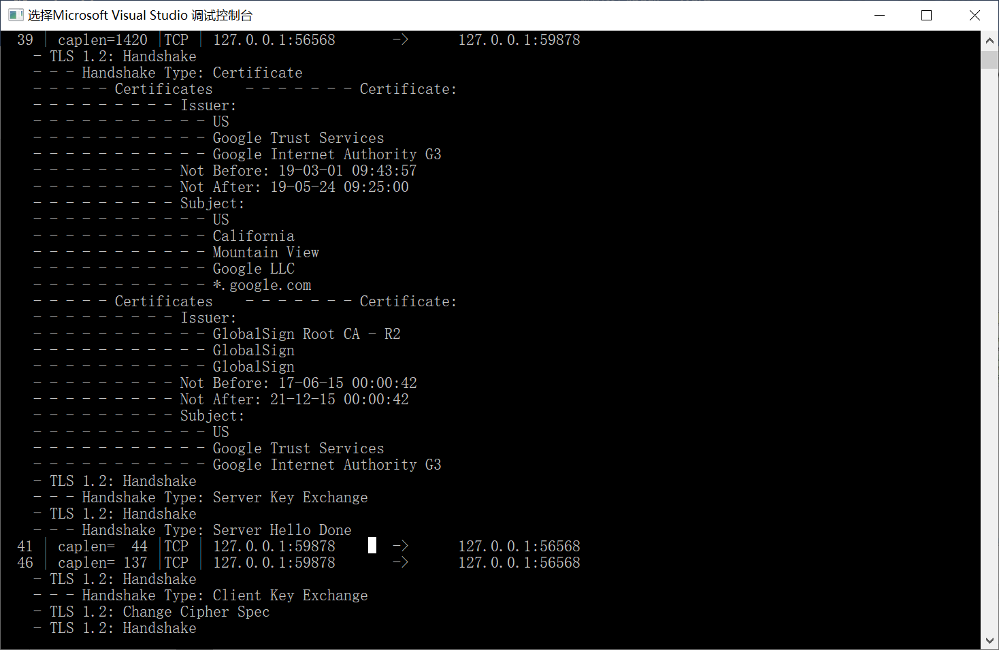 选择Microsoft Visual Studio 调试控制台
39 | caplen=1420 |TCP | 127.0.0.1:56568 -> 127.0.0.1:59878
- TLS 1.2: Handshake
- - - Handshake Type: Certificate
- - - - - Certificates - - - - - - - Certificate:
- - - - - - - - - Issuer:
- - - - - - - - - - - US
- - - - - - - - - - - Google Trust Services
- - - - - - - - - - - Google Internet Authority G3
- - - - - - - - - Not Before: 19-03-01 09:43:57
- - - - - - - - - Not After: 19-05-24 09:25:00
- - - - - - - - - Subject:
- - - - - - - - - - - US
- - - - - - - - - - - California
- - - - - - - - - - - Mountain View
- - - - - - - - - - - Google LLC
- - - - - - - - - - - *.google.com
- - - - - Certificates - - - - - - - Certificate:
- - - - - - - - - Issuer:
- - - - - - - - - - - GlobalSign Root CA - R2
- - - - - - - - - - - GlobalSign
- - - - - - - - - - - GlobalSign
- - - - - - - - - Not Before: 17-06-15 00:00:42
- - - - - - - - - Not After: 21-12-15 00:00:42
- - - - - - - - - Subject:
- - - - - - - - - - - US
- - - - - - - - - - - Google Trust Services
- - - - - - - - - - - Google Internet Authority G3
- TLS 1.2: Handshake
- - - Handshake Type: Server Key Exchange
- TLS 1.2: Handshake
- - - Handshake Type: Server Hello Done
41 | caplen= 44 |TCP | 127.0.0.1:59878 -> 127.0.0.1:56568
46 | caplen= 137 |TCP | 127.0.0.1:59878 -> 127.0.0.1:56568
- TLS 1.2: Handshake
- - - Handshake Type: Client Key Exchange
- TLS 1.2: Change Cipher Spec
- TLS 1.2: Handshake